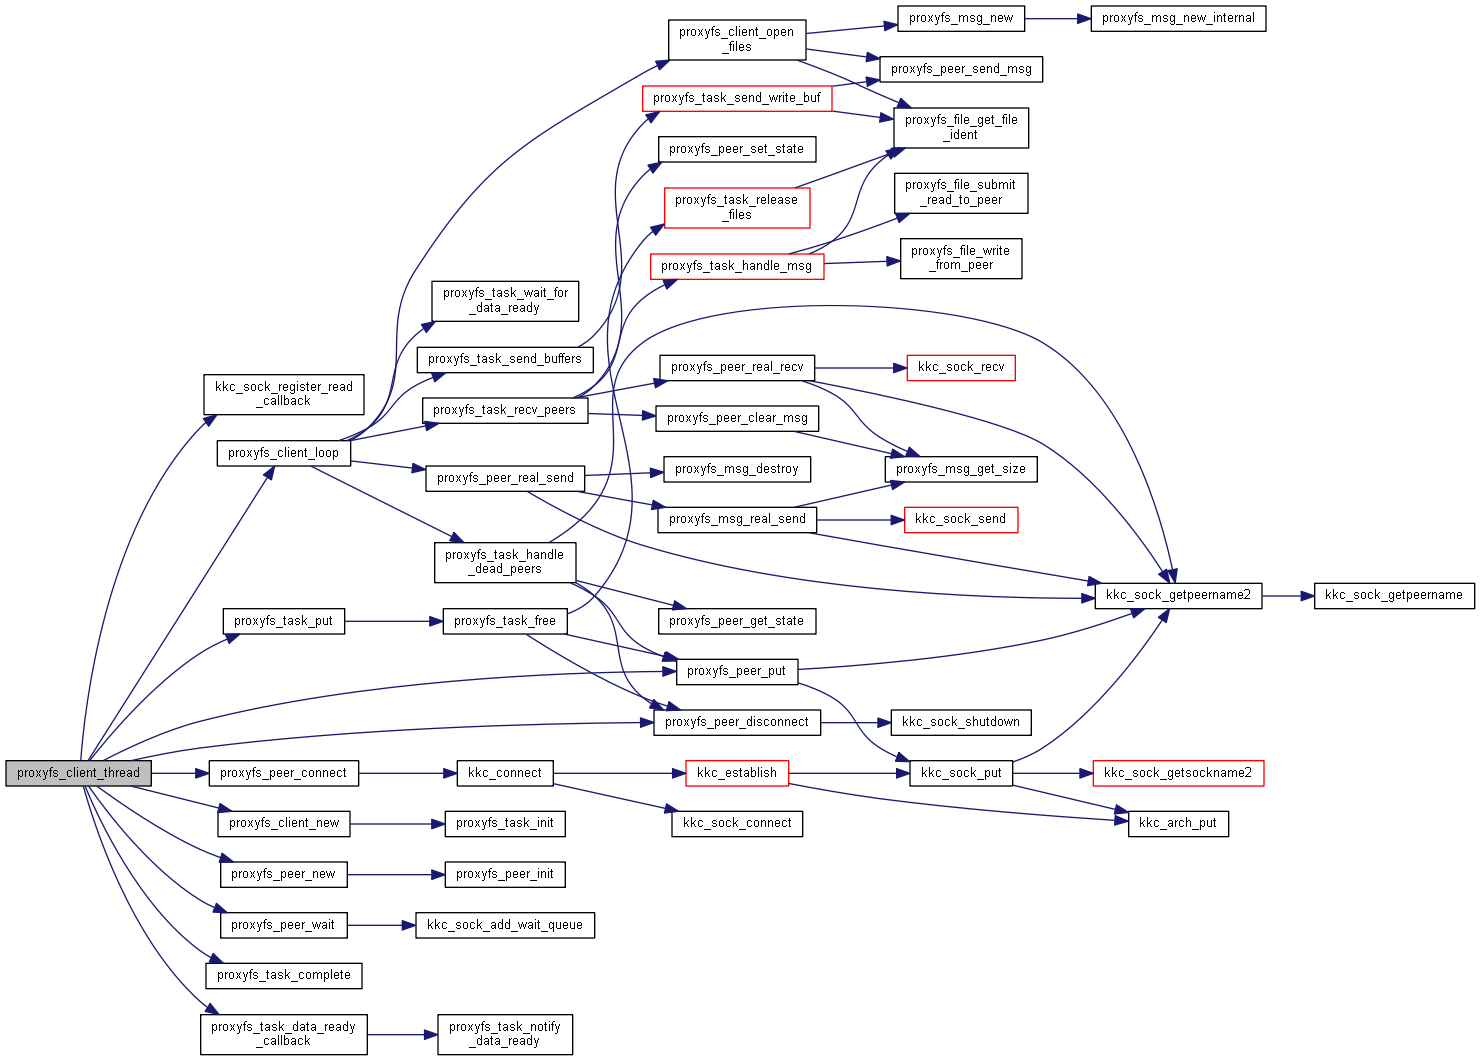 proxyfs_client_thread
kkc_sock_register_read
_callback
proxyfs_client_loop
proxyfs_task_put
proxyfs_peer_connect
proxyfs_client_new
proxyfs_peer_new
proxyfs_peer_wait
proxyfs_task_complete
proxyfs_task_data_ready
_callback
proxyfs_task_wait_for
_data_ready
proxyfs_task_send_buffers
proxyfs_task_recv_peers
proxyfs_peer_real_send
proxyfs_task_handle
_dead_peers
proxyfs_task_free
kkc_connect
proxyfs_task_init
proxyfs_peer_init
kkc_sock_add_wait_queue
proxyfs_task_notify
_data_ready
proxyfs_client_open
_files
proxyfs_task_send_write_buf
proxyfs_peer_set_state
proxyfs_task_release
_files
proxyfs_task_handle_msg
proxyfs_peer_real_recv
proxyfs_peer_clear_msg
proxyfs_msg_destroy
proxyfs_msg_real_send
proxyfs_peer_get_state
proxyfs_peer_put
proxyfs_peer_disconnect
kkc_establish
kkc_sock_connect
proxyfs_msg_new
proxyfs_peer_send_msg
proxyfs_file_get_file
_ident
proxyfs_file_submit
_read_to_peer
proxyfs_file_write
_from_peer
kkc_sock_recv
proxyfs_msg_get_size
kkc_sock_send
kkc_sock_shutdown
kkc_sock_put
proxyfs_msg_new_internal
kkc_sock_getpeername2
kkc_sock_getsockname2
kkc_arch_put
kkc_sock_getpeername